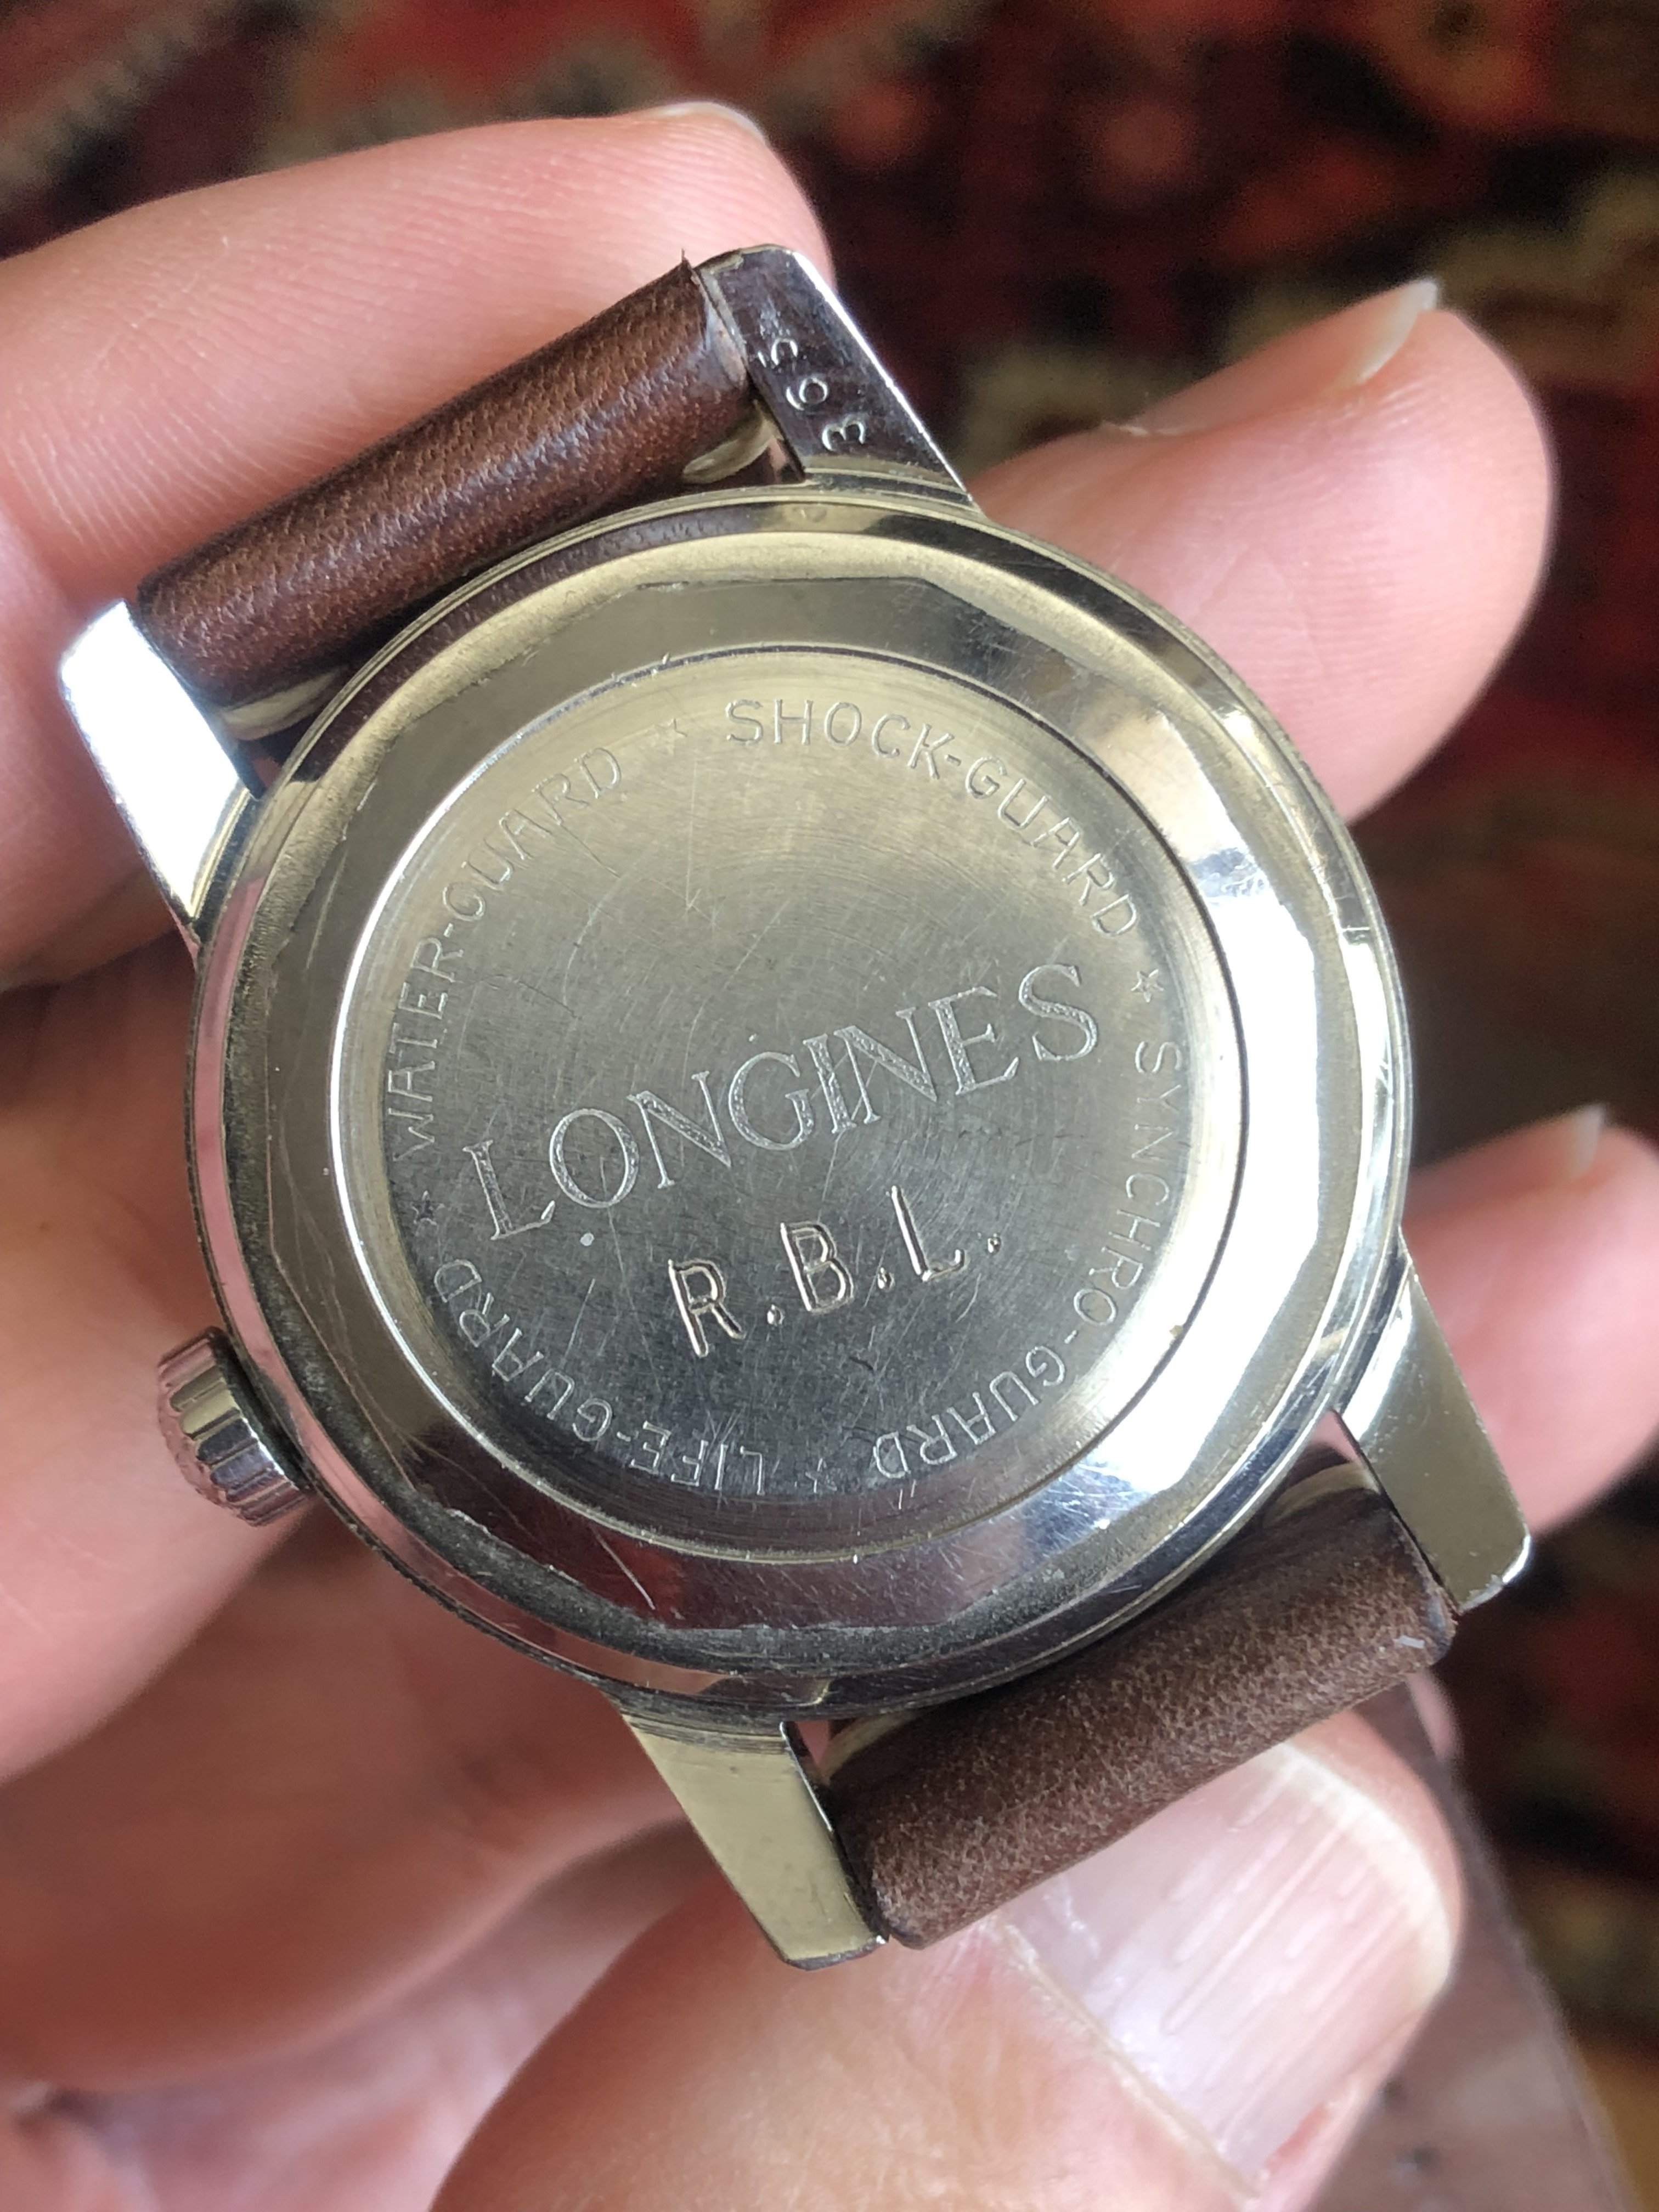 365
★ SHOCK-GUARD ★ SYNCHRO-GUARD ★ LIFE-GUARD ★ WATER-GUARD
LONGINES
R.B.L.